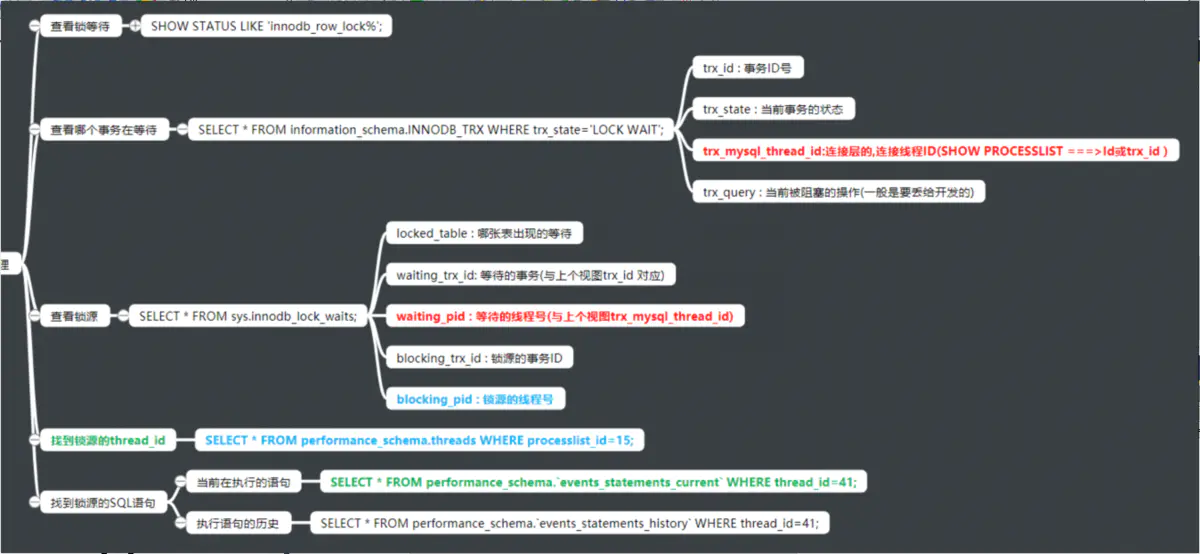 查看锁等待
SHOW STATUS LIKE 'innodb_row_lock%';
查看哪个事务在等待
SELECT * FROM information_schema.INNODB_TRX WHERE trx_state='LOCK WAIT';
trx_id : 事务ID号
trx_state : 当前事务的状态
trx_mysql_thread_id:连接层的,连接线程ID(SHOW PROCESSLIST ===>Id或trx_id )
trx_query : 当前被阻塞的操作(一般是要丢给开发的)
理
查看锁源
SELECT * FROM sys.innodb_lock_waits;
locked_table : 哪张表出现的等待
waiting_trx_id: 等待的事务(与上个视图trx_id 对应)
waiting_pid : 等待的线程号(与上个视图trx_mysql_thread_id)
blocking_trx_id : 锁源的事务ID
blocking_pid : 锁源的线程号
找到锁源的thread_id
SELECT * FROM performance_schema.threads WHERE processlist_id=15;
找到锁源的SQL语句
当前在执行的语句
SELECT * FROM performance_schema.`events_statements_current` WHERE thread_id=41;
执行语句的历史
SELECT * FROM performance_schema.`events_statements_history` WHERE thread_id=41;